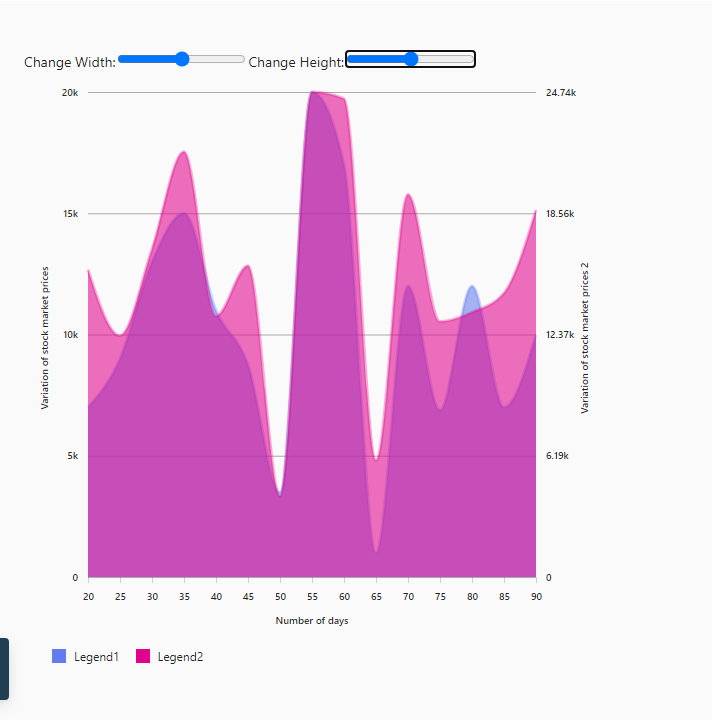 Change Width: Change Height:
20k
15k
10k
5k
0
Variation of stock market prices
24.74k
18.56k
12.37k
6.19k
0
Variation of stock market prices 2
20 25 30 35 40 45 50 55 60 65 70 75 80 85 90
Number of days
Legend1 Legend2